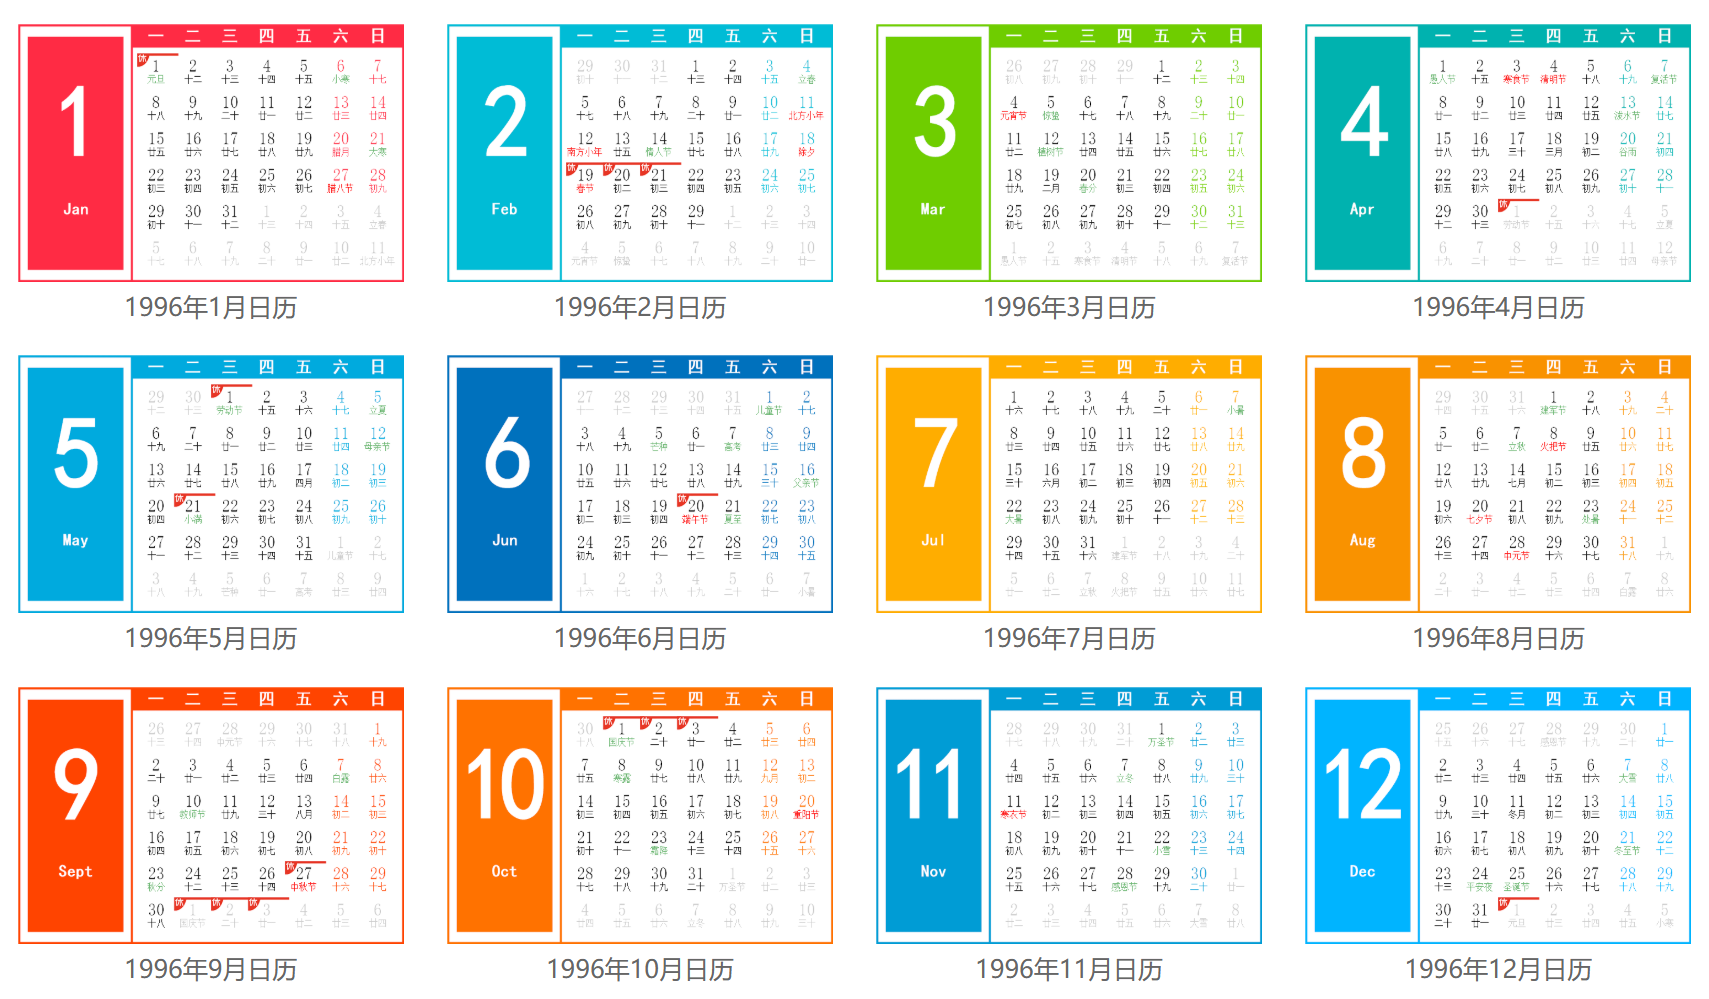 一 二 三 四 五 六 日
休
1 2 3 4 5 6 7
元旦 十二 十三 十四 十五 小寒 十七
8 9 10 11 12 13 14
十八 十九 二十 廿一 廿二 廿三 廿四
15 16 17 18 19 20 21
廿五 廿六 廿七 廿八 廿九 腊月 大寒
22 23 24 25 26 27 28
初三 初四 初五 初六 初七 腊八节 初九
29 30 31 1 2 3 4
初十 十一 十二 十三 十四 十五 立春
5 6 7 8 9 10 11
十七 十八 十九 二十 廿一 廿二 北方小年
1
Jan
1996年1月日历
一 二 三 四 五 六 日
29 30 31 1 2 3 4
初十 十一 十二 十三 十四 十五 立春
5 6 7 8 9 10 11
十七 十八 十九 二十 廿一 廿二 北方小年
12 13 14 15 16 17 18
南方小年 廿五 情人节 廿七 廿八 廿九 除夕
休 休 休
19 20 21 22 23 24 25
春节 初二 初三 初四 初五 初六 初七
26 27 28 29 1 2 3
初八 初九 初十 十一 十二 十三 十四
4 5 6 7 8 9 10
元宵节 惊蛰 十七 十八 十九 二十 廿一
2
Feb
1996年2月日历
一 二 三 四 五 六 日
26 27 28 29 1 2 3
初八 初九 初十 十一 十二 十三 十四
4 5 6 7 8 9 10
元宵节 惊蛰 十七 十八 十九 二十 廿一
11 12 13 14 15 16 17
廿二 植树节 廿四 廿五 廿六 廿七 廿八
18 19 20 21 22 23 24
廿九 二月 春分 初三 初四 初五 初六
25 26 27 28 29 30 31
初七 初八 初九 初十 十一 十二 十三
1 2 3 4 5 6 7
愚人节 十五 寒食节 清明节 十八 十九 复活节
3
Mar
1996年3月日历
一 二 三 四 五 六 日
1 2 3 4 5 6 7
愚人节 十五 寒食节 清明节 十八 十九 复活节
8 9 10 11 12 13 14
廿一 廿二 廿三 廿四 廿五 泼水节 廿七
15 16 17 18 19 20 21
廿八 廿九 三十 三月 初二 谷雨 初四
22 23 24 25 26 27 28
初五 初六 初七 初八 初九 初十 十一
休
29 30 1 2 3 4 5
十二 十三 劳动节 十五 十六 十七 立夏
6 7 8 9 10 11 12
十九 二十 廿一 廿二 廿三 廿四 母亲节
4
Apr
1996年4月日历
一 二 三 四 五 六 日
休
29 30 1 2 3 4 5
十二 十三 劳动节 十五 十六 十七 立夏
6 7 8 9 10 11 12
十九 二十 廿一 廿二 廿三 廿四 母亲节
13 14 15 16 17 18 19
廿六 廿七 廿八 廿九 四月 初二 初三
休
20 21 22 23 24 25 26
初四 小满 初六 初七 初八 初九 初十
27 28 29 30 31 1 2
十一 十二 十三 十四 十五 儿童节 十七
3 4 5 6 7 8 9
十八 十九 芒种 廿一 高考 廿三 廿四
5
May
1996年5月日历
一 二 三 四 五 六 日
27 28 29 30 31 1 2
十一 十二 十三 十四 十五 儿童节 十七
3 4 5 6 7 8 9
十八 十九 芒种 廿一 高考 廿三 廿四
10 11 12 13 14 15 16
廿五 廿六 廿七 廿八 廿九 三十 父亲节
休
17 18 19 20 21 22 23
初二 初三 初四 端午节 夏至 初七 初八
24 25 26 27 28 29 30
初九 初十 十一 十二 十三 十四 十五
1 2 3 4 5 6 7
十六 十七 十八 十九 二十 廿一 小暑
6
Jun
1996年6月日历
一 二 三 四 五 六 日
1 2 3 4 5 6 7
十六 十七 十八 十九 二十 廿一 小暑
8 9 10 11 12 13 14
廿三 廿四 廿五 廿六 廿七 廿八 廿九
15 16 17 18 19 20 21
三十 六月 初二 初三 初四 初五 初六
22 23 24 25 26 27 28
大暑 初八 初九 初十 十一 十二 十三
29 30 31 1 2 3 4
十四 十五 十六 建军节 十八 十九 二十
5 6 7 8 9 10 11
廿一 廿二 立秋 火把节 廿五 廿六 廿七
7
Jul
1996年7月日历
一 二 三 四 五 六 日
29 30 31 1 2 3 4
十四 十五 十六 建军节 十八 十九 二十
5 6 7 8 9 10 11
廿一 廿二 立秋 火把节 廿五 廿六 廿七
12 13 14 15 16 17 18
廿八 廿九 七月 初二 初三 初四 初五
19 20 21 22 23 24 25
初六 七夕节 初八 初九 处暑 十一 十二
26 27 28 29 30 31 1
十三 十四 中元节 十六 十七 十八 十九
2 3 4 5 6 7 8
二十 廿一 廿二 廿三 廿四 白露 廿六
8
Aug
1996年8月日历
一 二 三 四 五 六 日
26 27 28 29 30 31 1
十三 十四 中元节 十六 十七 十八 十九
2 3 4 5 6 7 8
二十 廿一 廿二 廿三 廿四 白露 廿六
9 10 11 12 13 14 15
廿七 教师节 廿九 三十 八月 初二 初三
16 17 18 19 20 21 22
初四 初五 初六 初七 初八 初九 初十
休
23 24 25 26 27 28 29
秋分 十二 十三 十四 中秋节 十六 十七
休 休 休
30 1 2 3 4 5 6
十八 国庆节 二十 廿一 廿二 廿三 廿四
9
Sept
1996年9月日历
一 二 三 四 五 六 日
休 休 休
30 1 2 3 4 5 6
十八 国庆节 二十 廿一 廿二 廿三 廿四
7 8 9 10 11 12 13
廿五 寒露 廿七 廿八 廿九 九月 初二
14 15 16 17 18 19 20
初三 初四 初五 初六 初七 初八 重阳节
21 22 23 24 25 26 27
初十 十一 霜降 十三 十四 十五 十六
28 29 30 31 1 2 3
十七 十八 十九 二十 万圣节 廿二 廿三
4 5 6 7 8 9 10
廿四 廿五 廿六 立冬 廿八 廿九 三十
10
Oct
1996年10月日历
一 二 三 四 五 六 日
28 29 30 31 1 2 3
十七 十八 十九 二十 万圣节 廿二 廿三
4 5 6 7 8 9 10
廿四 廿五 廿六 立冬 廿八 廿九 三十
11 12 13 14 15 16 17
寒衣节 初二 初三 初四 初五 初六 初七
18 19 20 21 22 23 24
初八 初九 初十 十一 小雪 十三 十四
25 26 27 28 29 30 1
十五 十六 十七 感恩节 十九 二十 廿一
2 3 4 5 6 7 8
廿二 廿三 廿四 廿五 廿六 大雪 廿八
11
Nov
1996年11月日历
一 二 三 四 五 六 日
25 26 27 28 29 30 1
十五 十六 十七 感恩节 十九 二十 廿一
2 3 4 5 6 7 8
廿二 廿三 廿四 廿五 廿六 大雪 廿八
9 10 11 12 13 14 15
廿九 三十 冬月 初二 初三 初四 初五
16 17 18 19 20 21 22
初六 初七 初八 初九 初十 冬至节 十二
23 24 25 26 27 28 29
十三 平安夜 圣诞节 十六 十七 十八 十九
休
30 31 1 2 3 4 5
二十 廿一 元旦 廿三 廿四 廿五 小寒
12
Dec
1996年12月日历